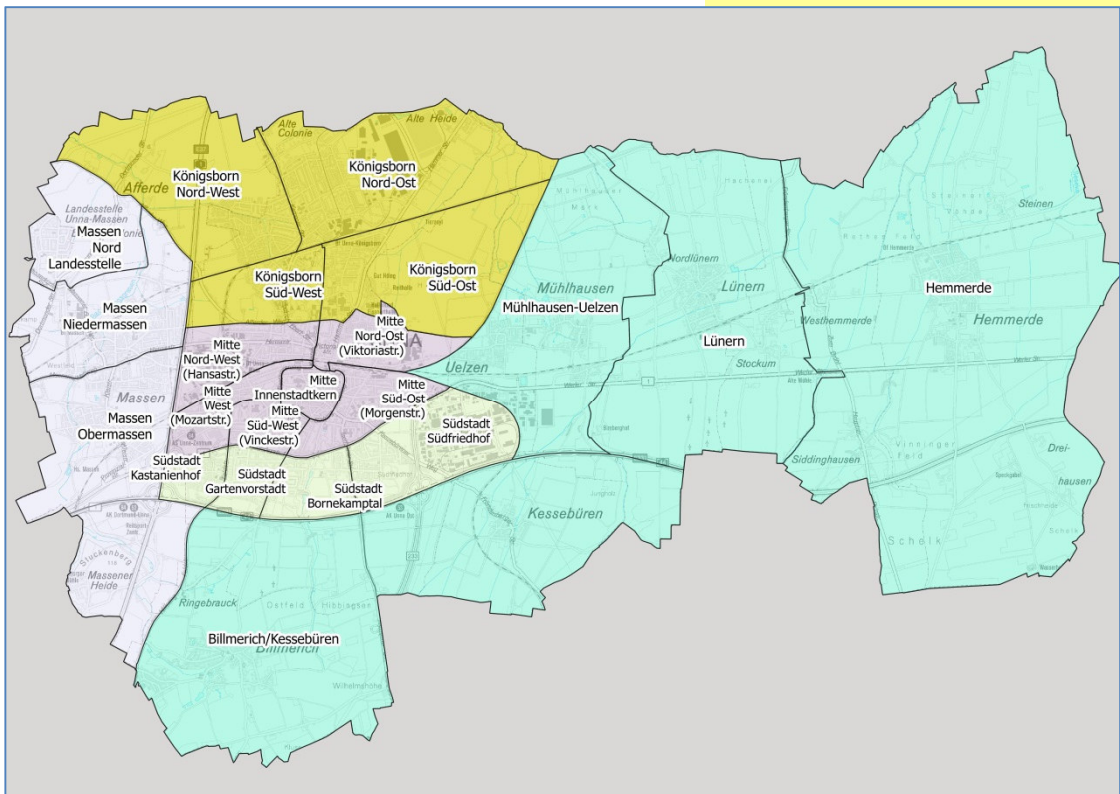 Alte
Colonie
Alte Heide
Königsborn
Nord-Ost
Königsborn
Nord-West
Afferde
Landesstelle
Unna-Massen
Massen
Nord
Landesstelle
Steinen
Nordlünern
Königsborn
Süd-West
Königsborn
Süd-Ost
Mühlhausen
Lünern
Hemmerde
Massen
Niedermassen
Mühlhausen-Uelzen
Westhemmerde
Hemmerde
Mitte
Nord-Ost
(Viktoriastr.)
Mitte
Nord-West
(Hansastr.)
Lünern
Uelzen
Stockum
Mitte
Innenstadtkern
Mitte
Süd-Ost
(Morgenstr.)
Massen
Mitte
West
(Mozartstr.)
Mitte
Süd-West
(Vinckestr.)
Massen
Obermassen
Südstadt
Südfriedhof
Siddinghausen
Drei-
hausen
Südstadt
Kastanienhof
Südstadt
Gartenvorstadt
Südstadt
Bornekamptal
Kessebüren
Schelk
Stuckenberg
Massener
Heide
Ringebrauck
Ostfeld
Billmerich/Kessebüren
Billmerich
Wilhelmshöhe